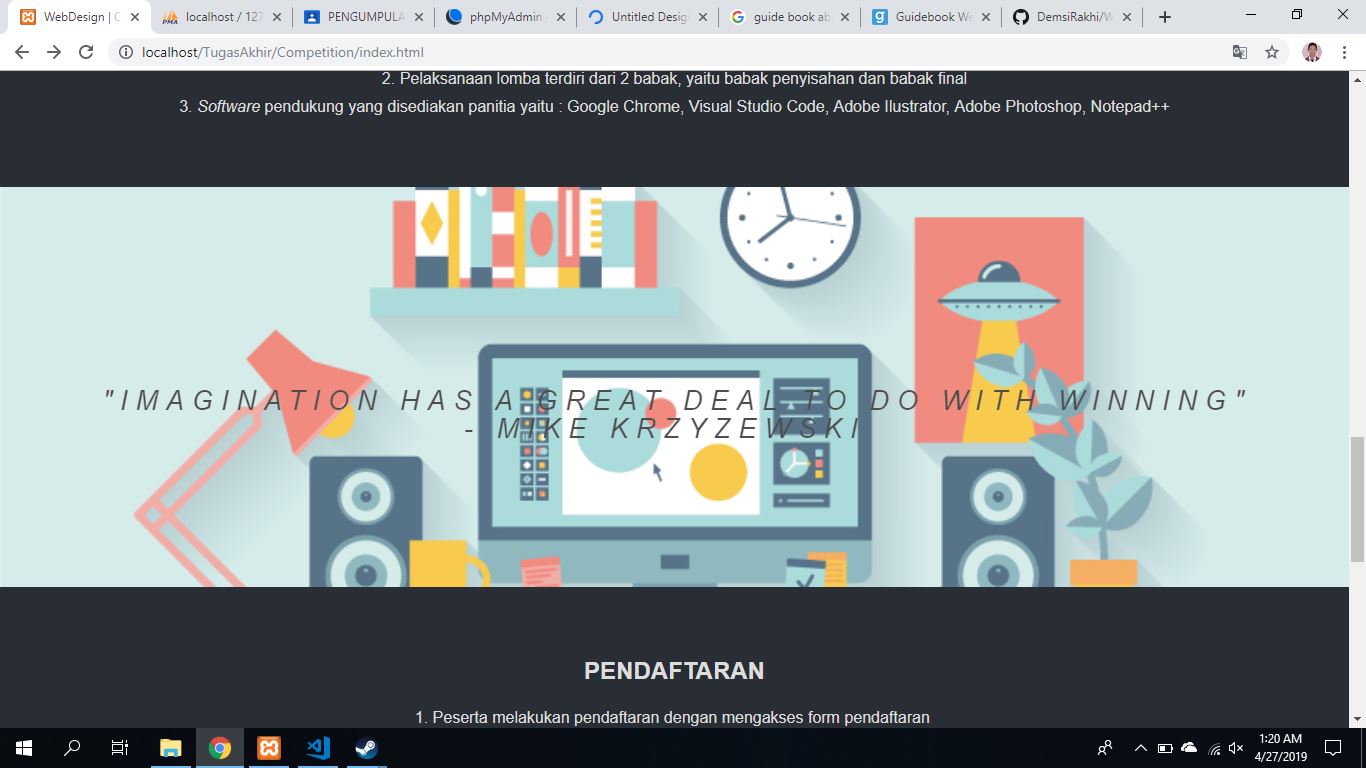 WebDesign | C
localhost / 127
PENGUMPULA
phpMyAdmin
Untitled Design
guide book ab
Guidebook We
DemsiRakhi/W
localhost/TugasAkhir/Competition/index.html
2. Pelaksanaan lomba terdiri dari 2 babak, yaitu babak penyisahan dan babak final
3. Software pendukung yang disediakan panitia yaitu : Google Chrome, Visual Studio Code, Adobe Ilustrator, Adobe Photoshop, Notepad++
"IMAGINATION HAS A GREAT DEAL TO DO WITH WINNING"
- MIKE KRZYZEWSKI
PENDAFTARAN
1. Peserta melakukan pendaftaran dengan mengakses form pendaftaran
1:20 AM
4/27/2019